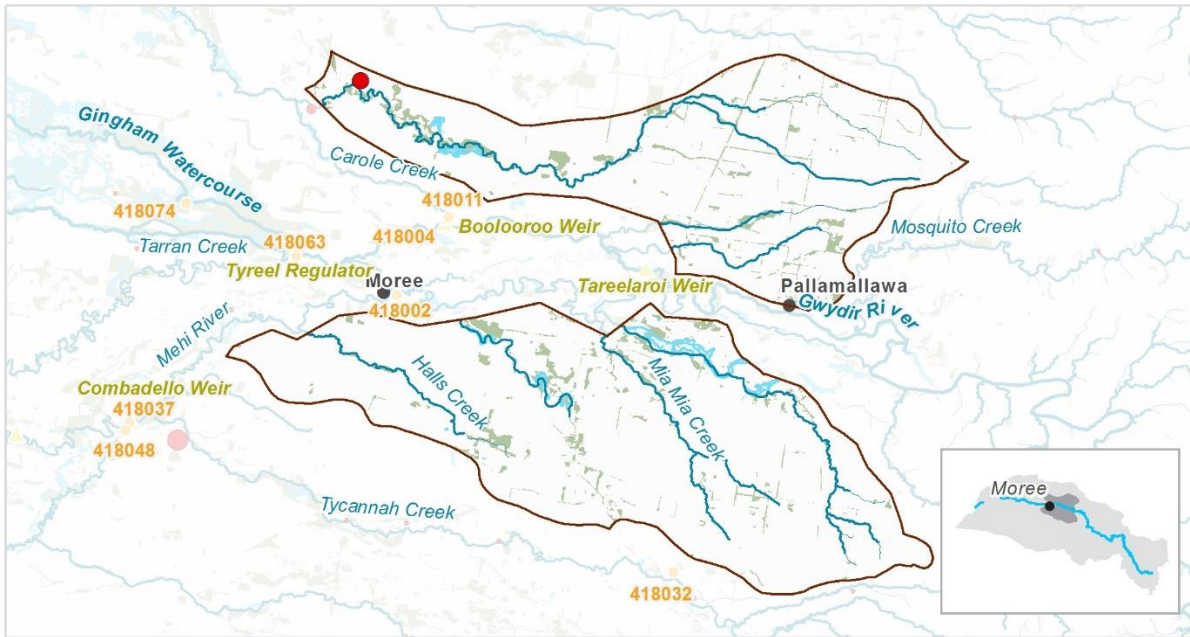 Gingham Watercourse
Carole Creek
418011
418074
418004
Boolooroo Weir
Mosquito Creek
Tarran Creek
418063
Tyreel Regulator
Moree
Tareelaroi Weir
Pallamallawa
418002
Gwydir River
Mehi River
Halls Creek
Mia Mia Creek
Combadello Weir
418037
418048
Tycannah Creek
418032
Moree